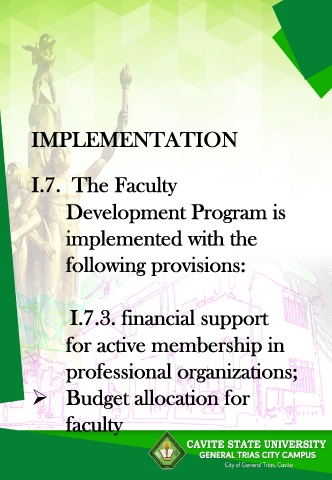 IMPLEMENTATION
I.7. The Faculty
Development Program is
implemented with the
following provisions:
I.7.3. financial support
for active membership in
professional organizations;
➢ Budget allocation for
faculty
CAVITE STATE UNIVERSITY
GENERAL TRIAS CITY CAMPUS
City of General Trias, Cavite